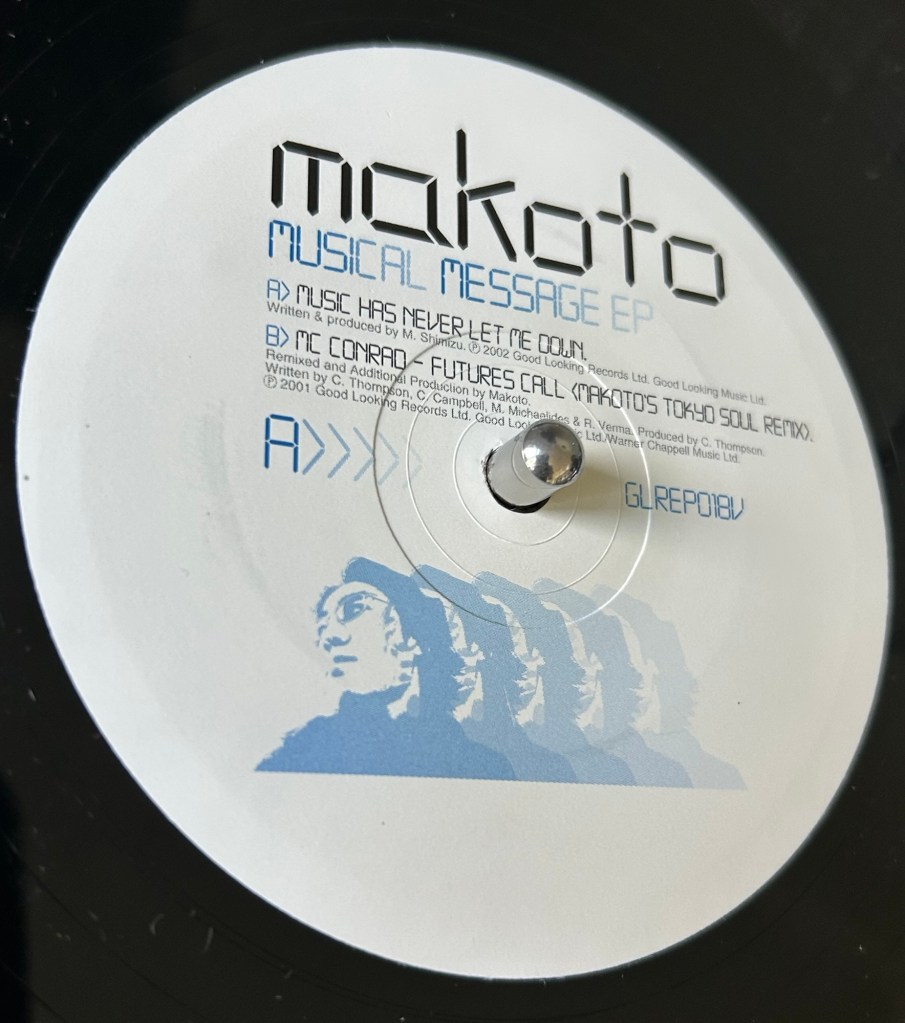 makoto
MUSICAL MESSAGE EP
A> MUSIC HAS NEVER LET ME DOWN.
Written & produced by M. Shimizu. ℗ 2002 Good Looking Records Ltd. Good Looking Music Ltd.
B> MC CONRAD - FUTURES CALL <MAKOTO'S TOKYO SOUL REMIX>.
Remixed and Additional Production by Makoto.
Written by C. Thompson, C. Campbell, M. Michaelides & R. Verma. Produced by C. Thompson.
℗ 2001 Good Looking Records Ltd. Good Ltd./Warner Chappell Music Ltd.
A>>>>>
GLREP018V